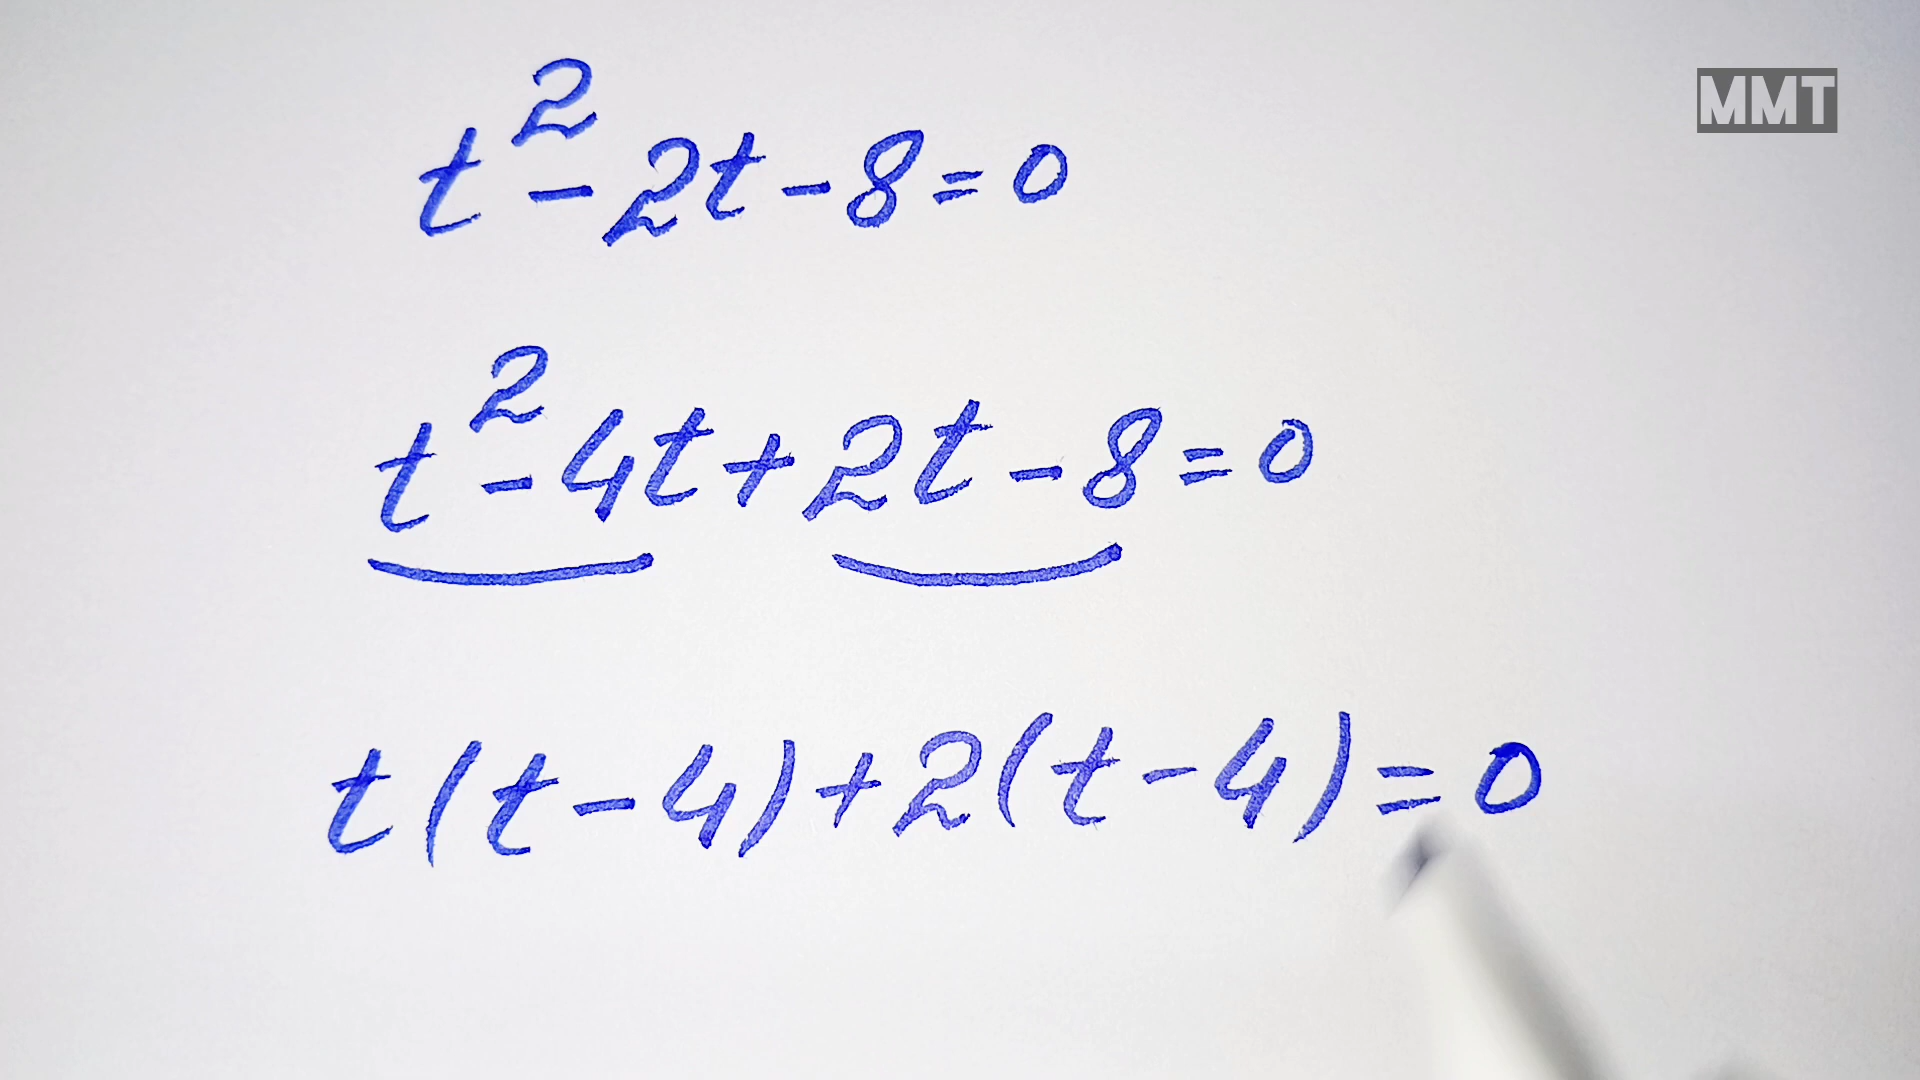 MMT
t² - 2t - 8 = 0
t² - 4t + 2t - 8 = 0
t(t - 4) + 2(t - 4) = 0